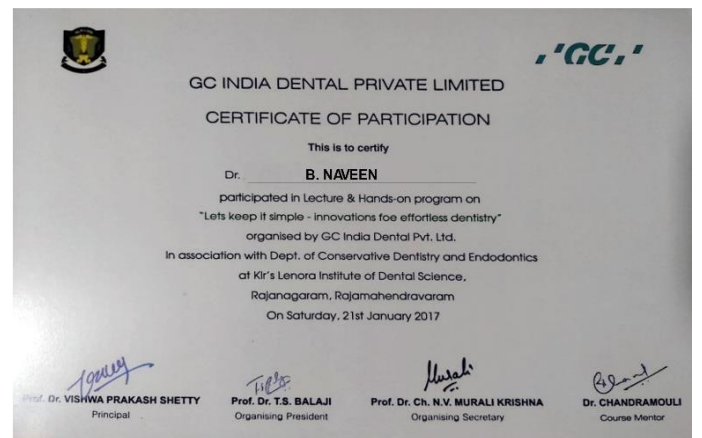 'GC,'
GC INDIA DENTAL PRIVATE LIMITED
CERTIFICATE OF PARTICIPATION
This is to certify
Dr. B. NAVEEN
participated in Lecture & Hands-on program on
"Lets keep it simple - innovations foe effortless dentistry"
organised by GC India Dental Pvt. Ltd.
In association with Dept. of Conservative Dentistry and Endodontics
at Kir's Lenora Institute of Dental Science,
Rajanagaram, Rajamahendravaram
On Saturday, 21st January 2017
Prof. Dr. VISHWA PRAKASH SHETTY
Principal
Prof. Dr. T.S. BALAJI
Organising President
Murali
Prof. Dr. Ch. N.V. MURALI KRISHNA
Organising Secretary
Dr. CHANDRAMOULI
Course Mentor